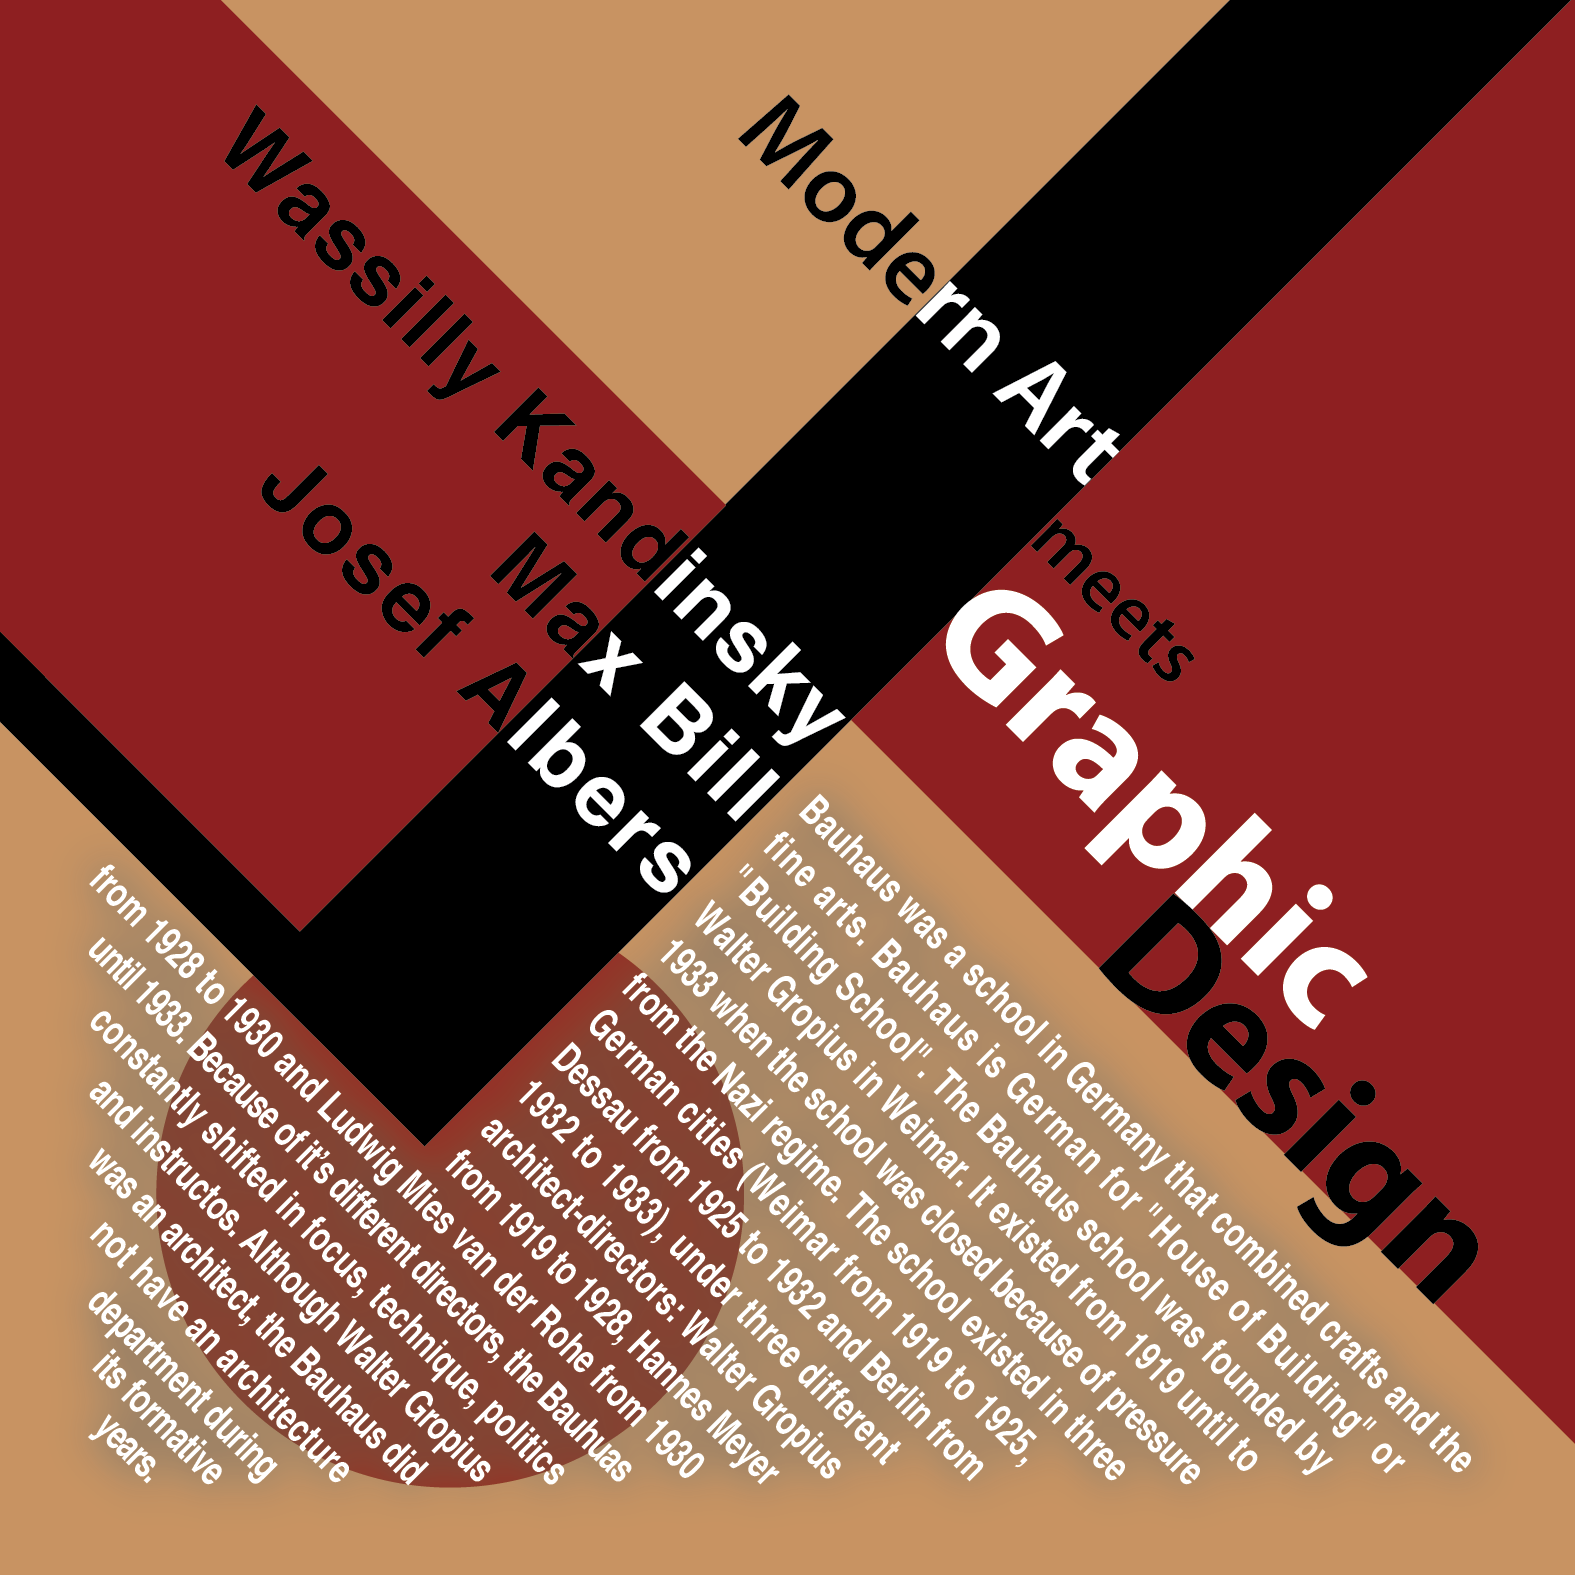 Modern Art
meets
Graphic
Design
Wassilly Kandinsky
Max Bill
Josef Albers
Bauhaus was a school in Germany that combined crafts and the
fine arts. Bauhaus is German for "House of Building" or
"Building School". The Bauhaus school was founded by
Walter Gropius in Weimar. It existed from 1919 until to
1933 when the school was closed because of pressure
from the Nazi regime. The school existed in three
German cities (Weimar from 1919 to 1925,
Dessau from 1925 to 1932 and Berlin from
1932 to 1933), under three different
architect-directors: Walter Gropius
from 1919 to 1928, Hannes Meyer
from 1928 to 1930 and Ludwig Mies van der Rohe from 1930
until 1933. Because of it's different directors, the Bauhuas
constantly shifted in focus, technique, politics
and instructos. Although Walter Gropius
was an architect, the Bauhaus did
not have an architecture
department during
its formative
years.